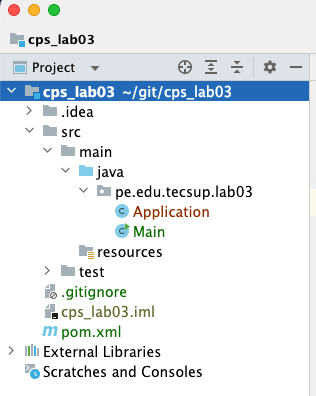 cps_lab03
Project
cps_lab03 ~/git/cps_lab03
.idea
src
main
java
pe.edu.tecsup.lab03
Application
Main
resources
test
.gitignore
cps_lab03.iml
pom.xml
External Libraries
Scratches and Consoles